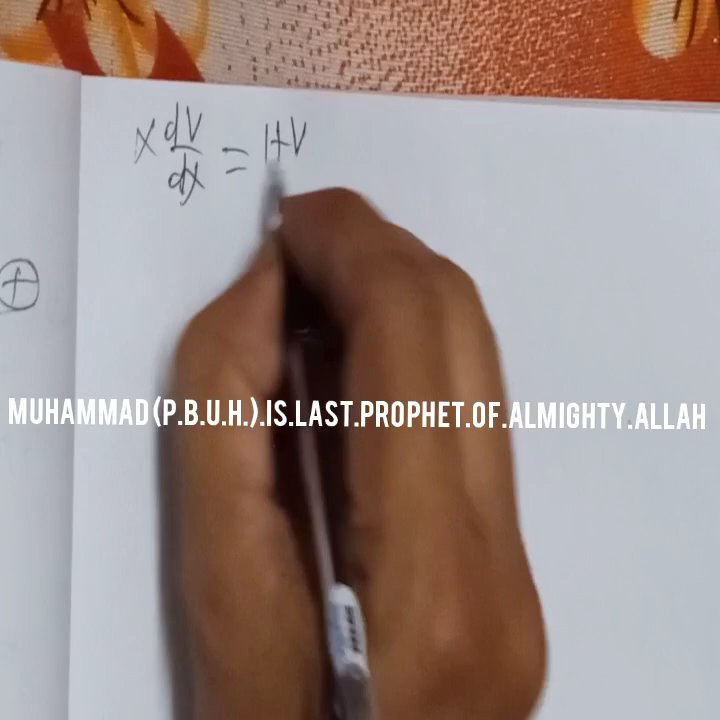 x dv/dx = 1+v
+
MUHAMMAD(P.B.U.H.).IS.LAST.PROPHET.OF.ALMIGHTY.ALLAH